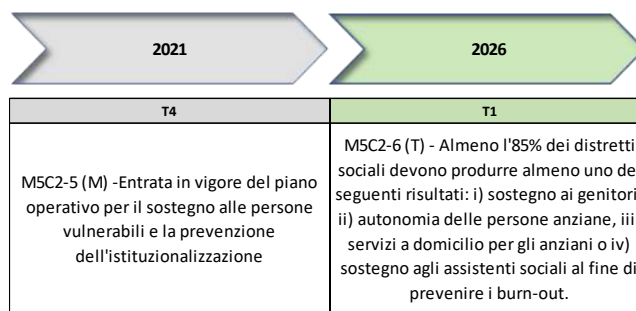 2021
2026
T4
T1
M5C2-5 (M) -Entrata in vigore del piano
operativo per il sostegno alle persone
vulnerabili e la prevenzione
dell'istituzionalizzazione
M5C2-6 (T) - Almeno l'85% dei distretti
sociali devono produrre almeno uno de
seguenti risultati: i) sostegno ai genitori
ii) autonomia delle persone anziane, iii
servizi a domicilio per gli anziani o iv)
sostegno agli assistenti sociali al fine di
prevenire i burn-out.